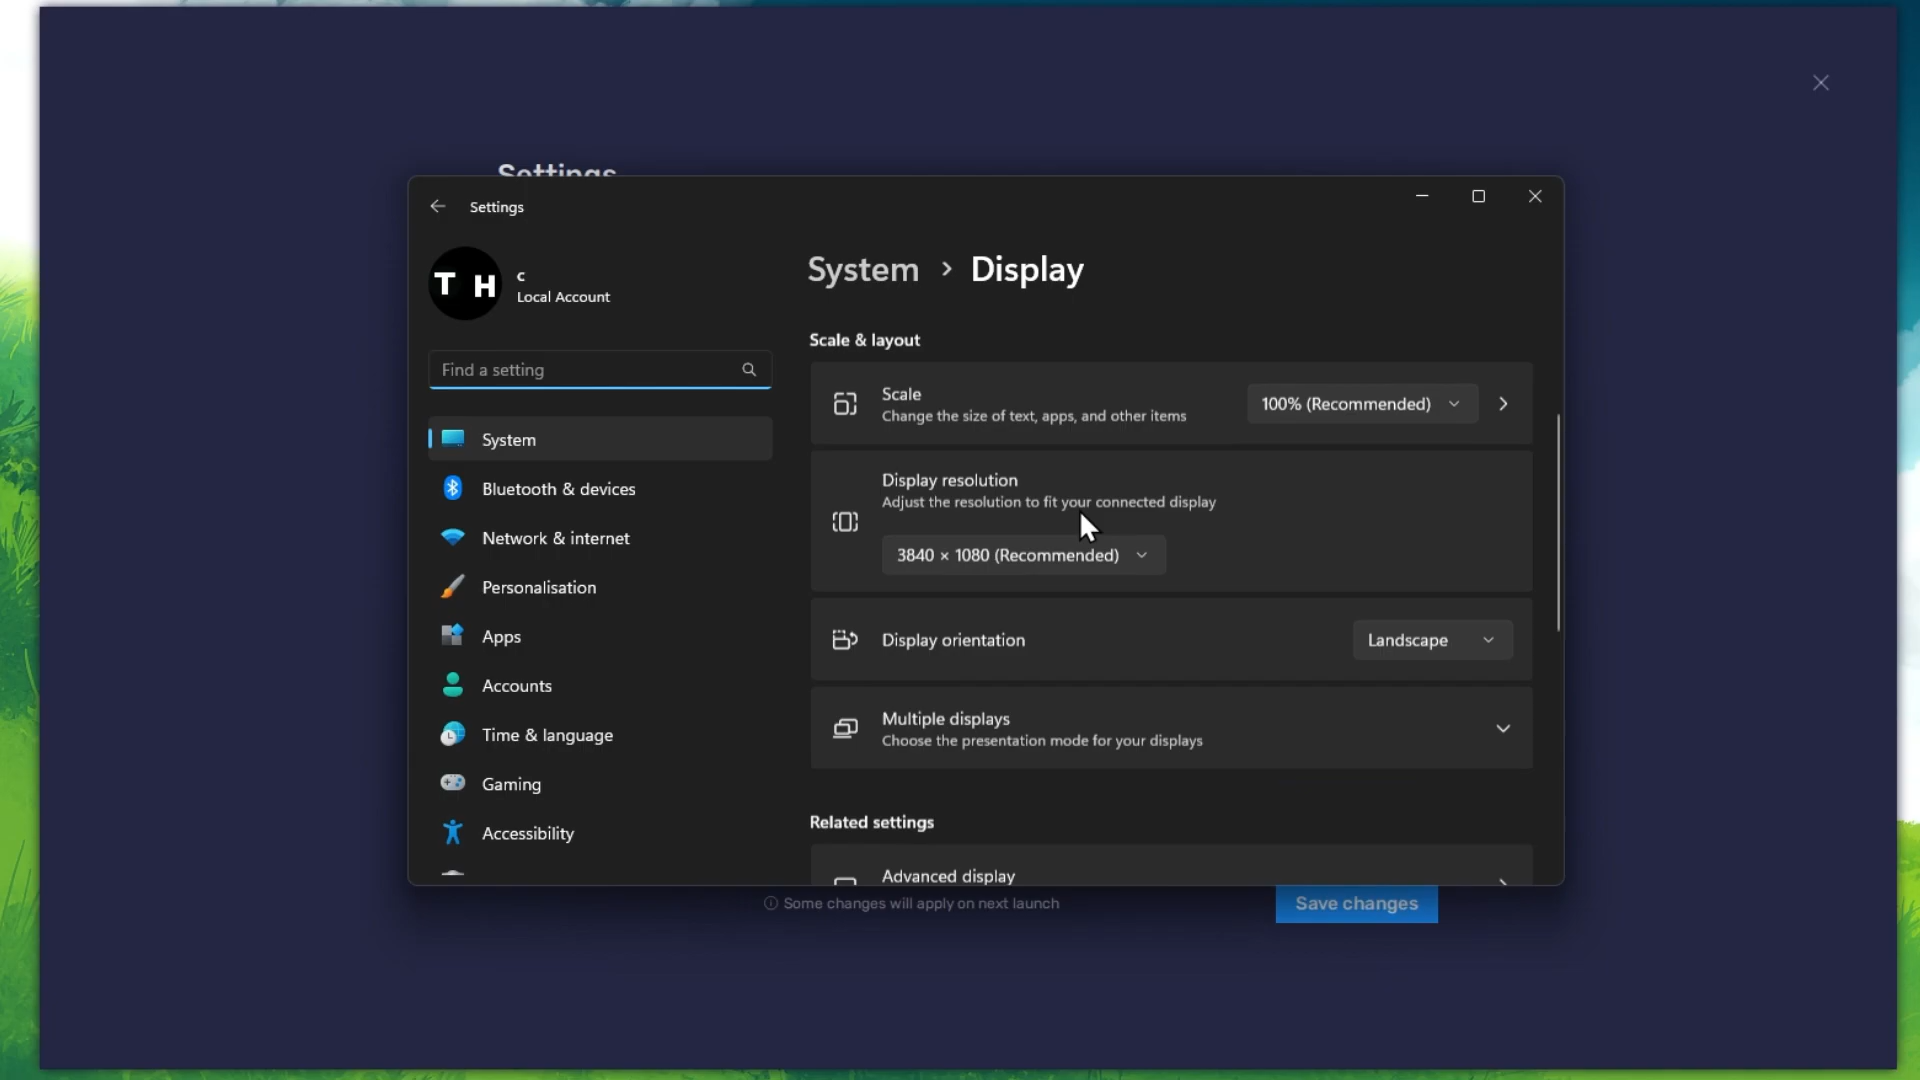 Settings
Settings
T H
c
Local Account
Find a setting
System
Bluetooth & devices
Network & internet
Personalisation
Apps
Accounts
Time & language
Gaming
Accessibility
System > Display
Scale & layout
Scale
Change the size of text, apps, and other items
100% (Recommended)
Display resolution
Adjust the resolution to fit your connected display
3840 × 1080 (Recommended)
Display orientation
Landscape
Multiple displays
Choose the presentation mode for your displays
Related settings
Advanced display
Some changes will apply on next launch
Save changes